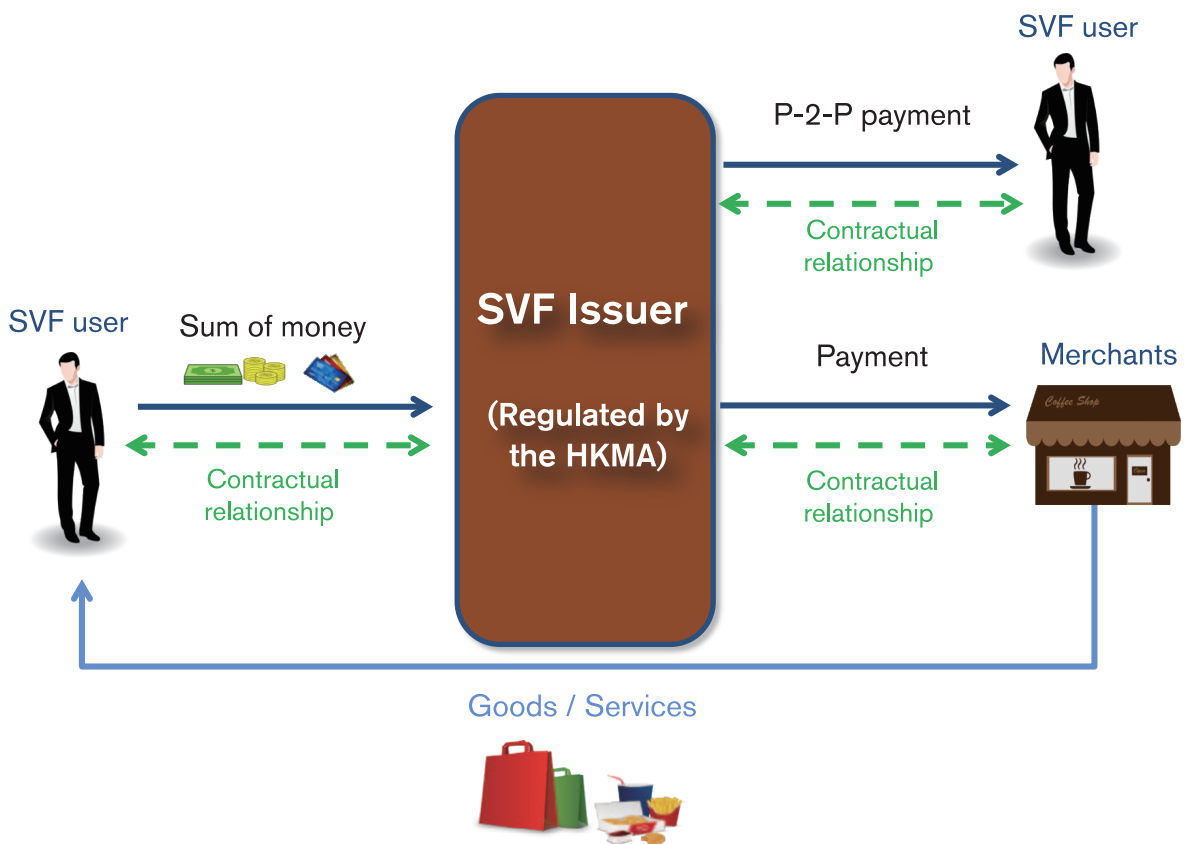 SVF user
P-2-P payment
Contractual
relationship
SVF user
Sum of money
Contractual
relationship
SVF Issuer
(Regulated by
the HKMA)
Payment
Contractual
relationship
Merchants
Coffee Shop
Goods / Services